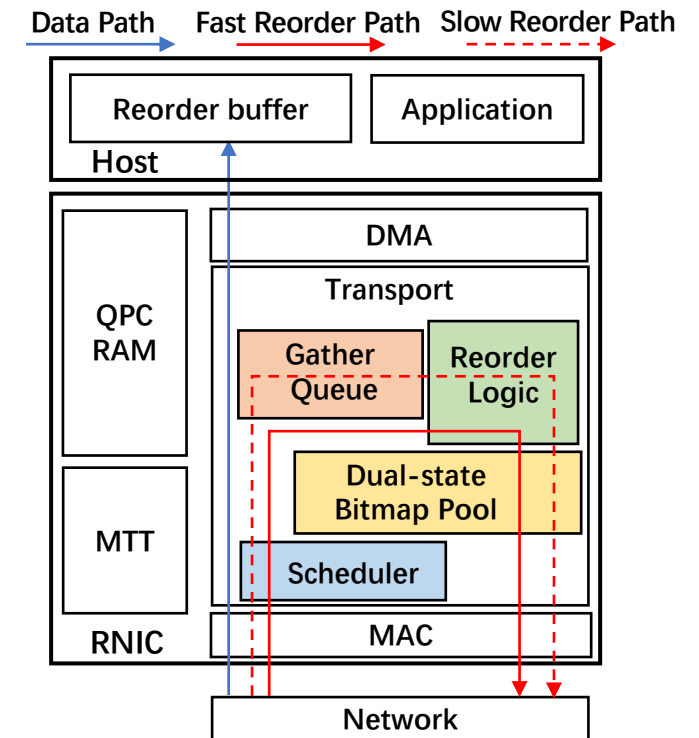 Data Path Fast Reorder Path Slow Reorder Path
Reorder buffer
Application
Host
DMA
Transport
QPC
RAM
Gather
Queue
Reorder
Logic
Dual-state
Bitmap Pool
MTT
Scheduler
RNIC
MAC
Network